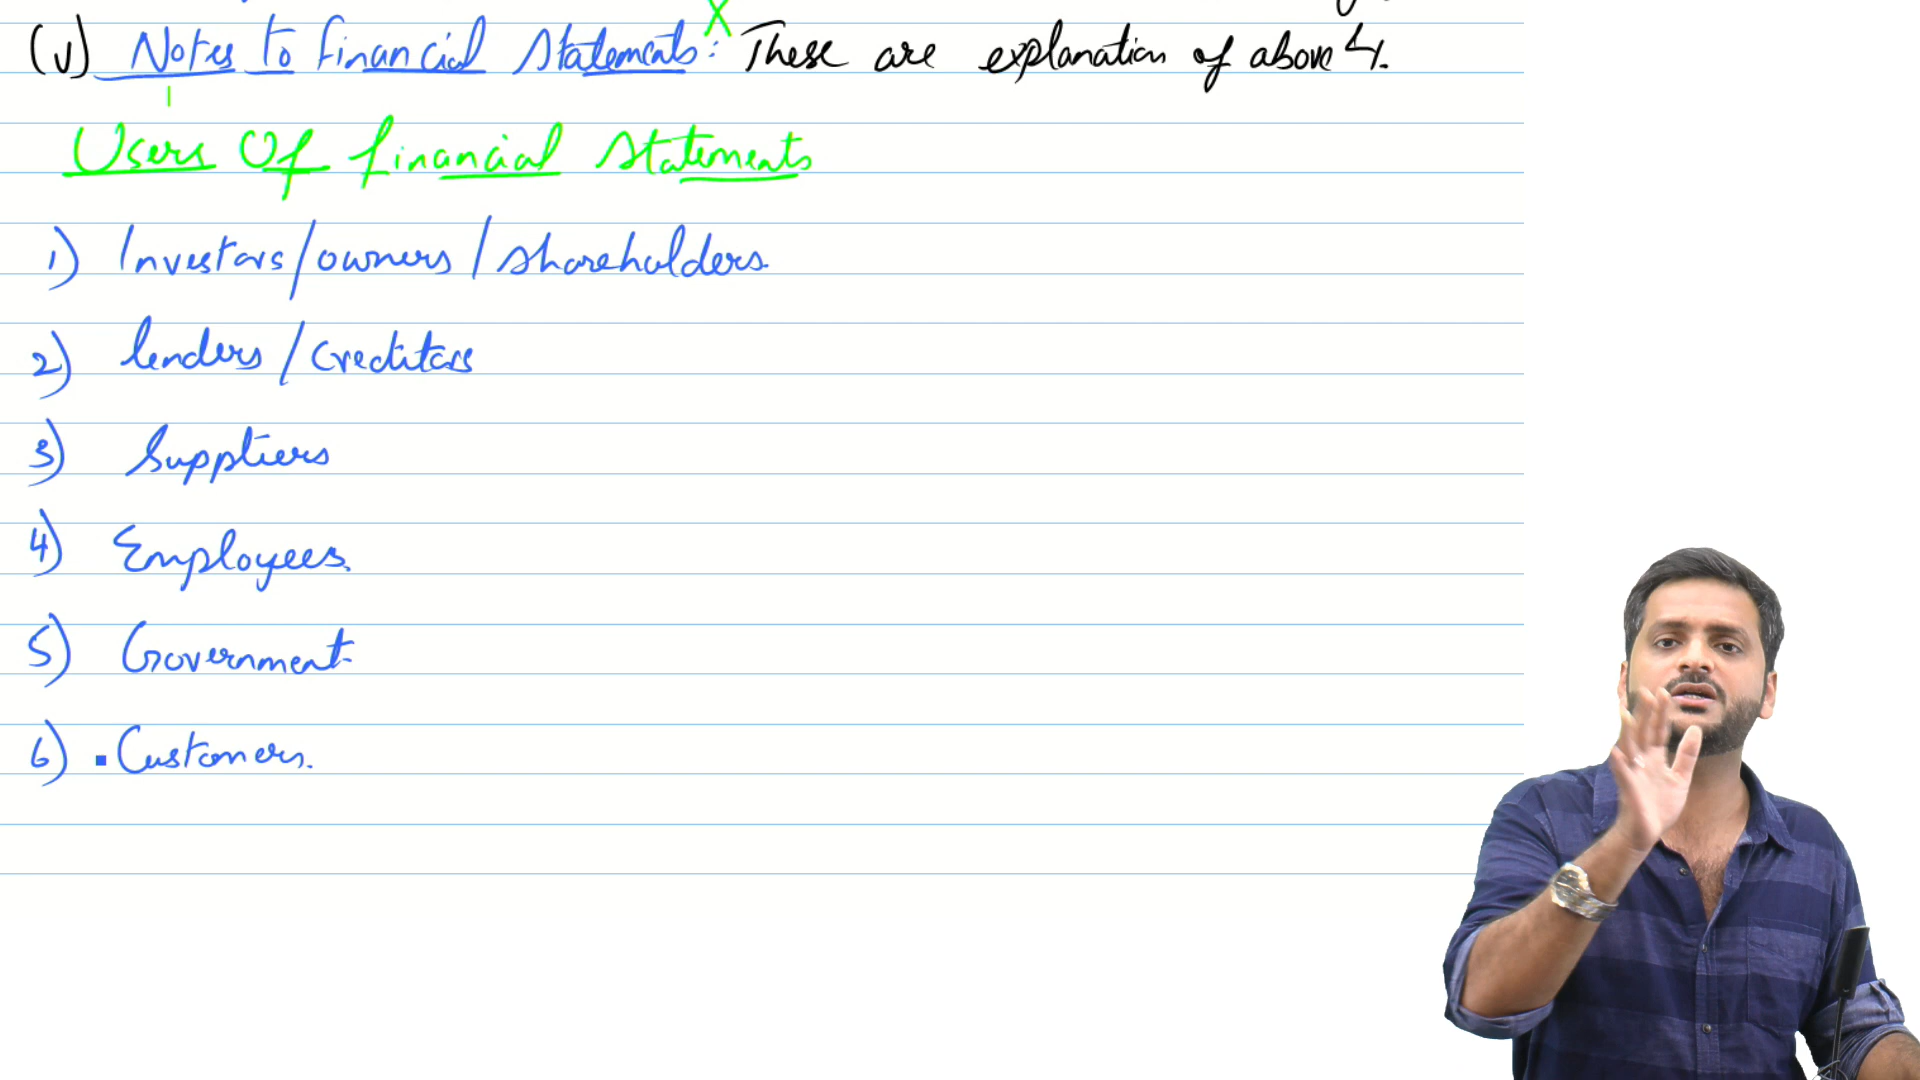 (v) Notes to Financial Statements: These are explanation of above 4.
Users Of Financial Statements
1) Investors/owners/shareholders.
2) lenders/creditors
3) Suppliers
4) Employees.
5) Government
6) Customers.